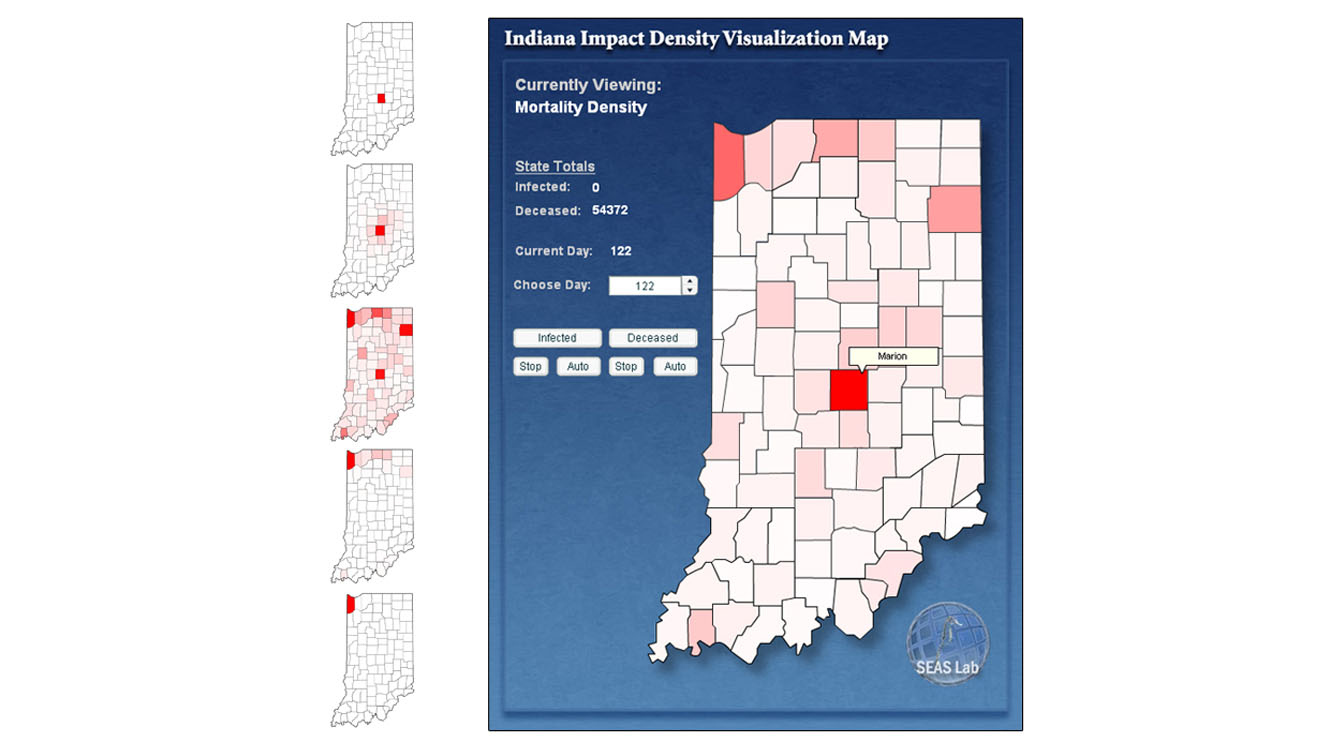 Indiana Impact Density Visualization Map
Currently Viewing:
Mortality Density
State Totals
Infected: 0
Deceased: 54372
Current Day: 122
Choose Day: 122
Infected Deceased
Stop Auto Stop Auto
Marion
SEAS Lab